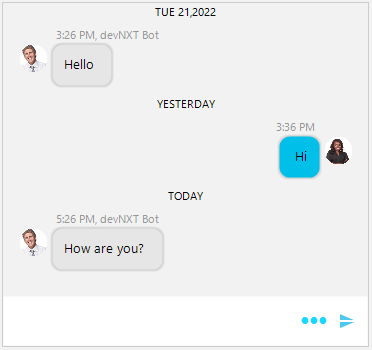 TUE 21,2022
3:26 PM, devNXT Bot
Hello
YESTERDAY
3:36 PM
Hi
TODAY
5:26 PM, devNXT Bot
How are you?